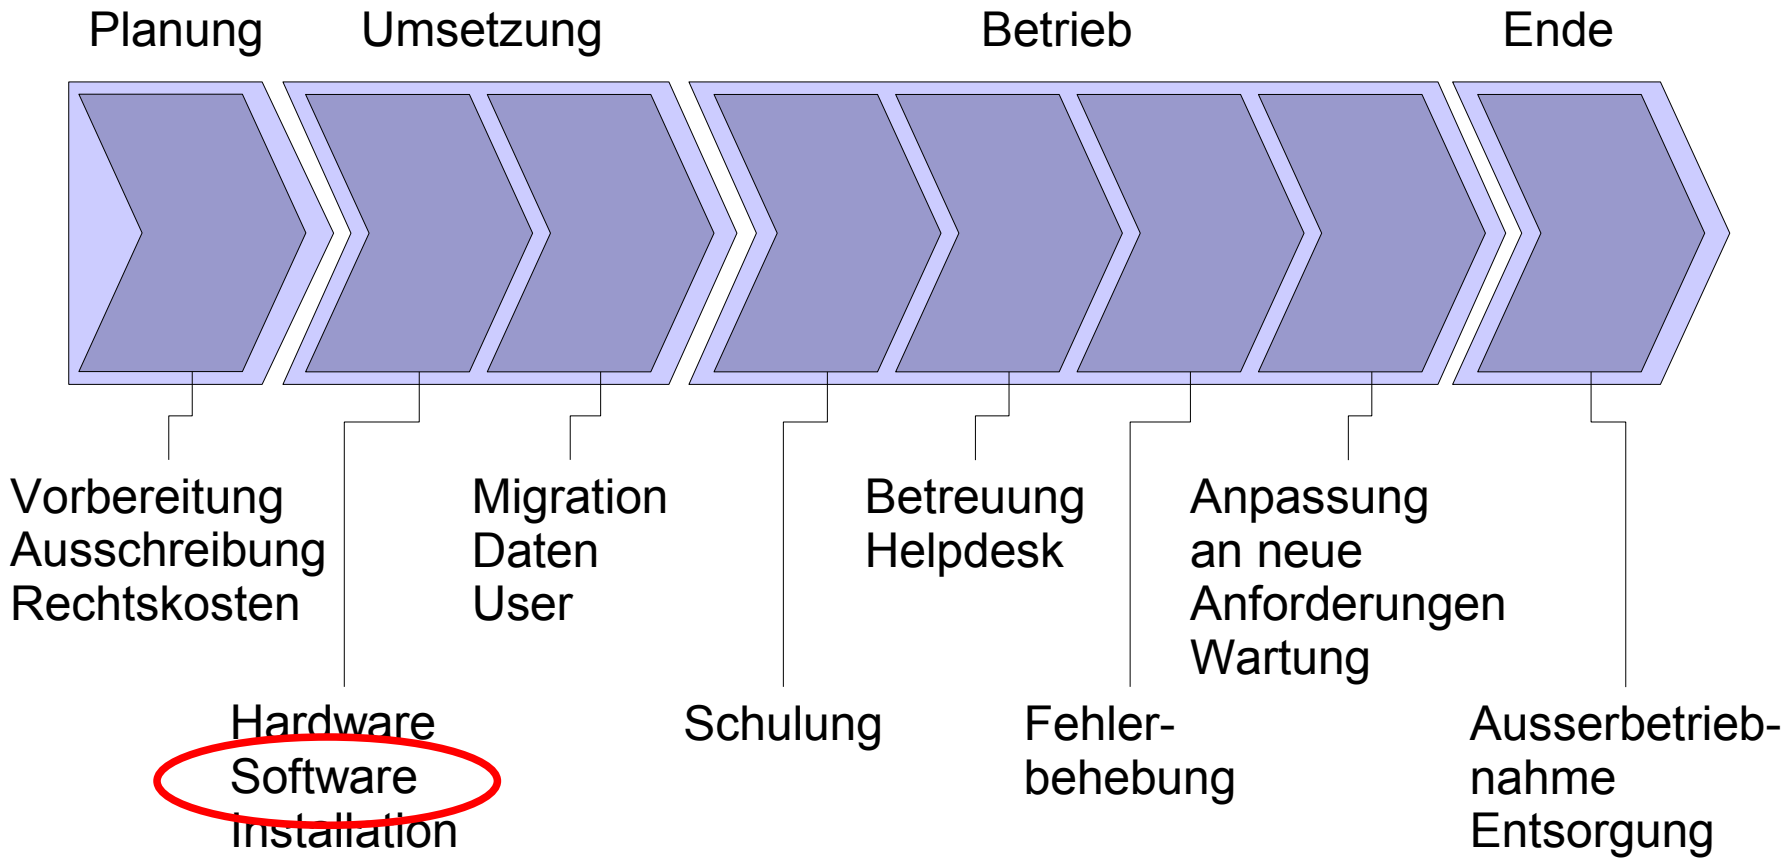 Planung
Umsetzung
Betrieb
Ende
Vorbereitung
Ausschreibung
Rechtskosten
Migration
Daten
User
Betreuung
Helpdesk
Anpassung
an neue
Anforderungen
Wartung
Hardware
Software
Installation
Schulung
Fehler-
behebung
Ausserbetrieb-
nahme
Entsorgung